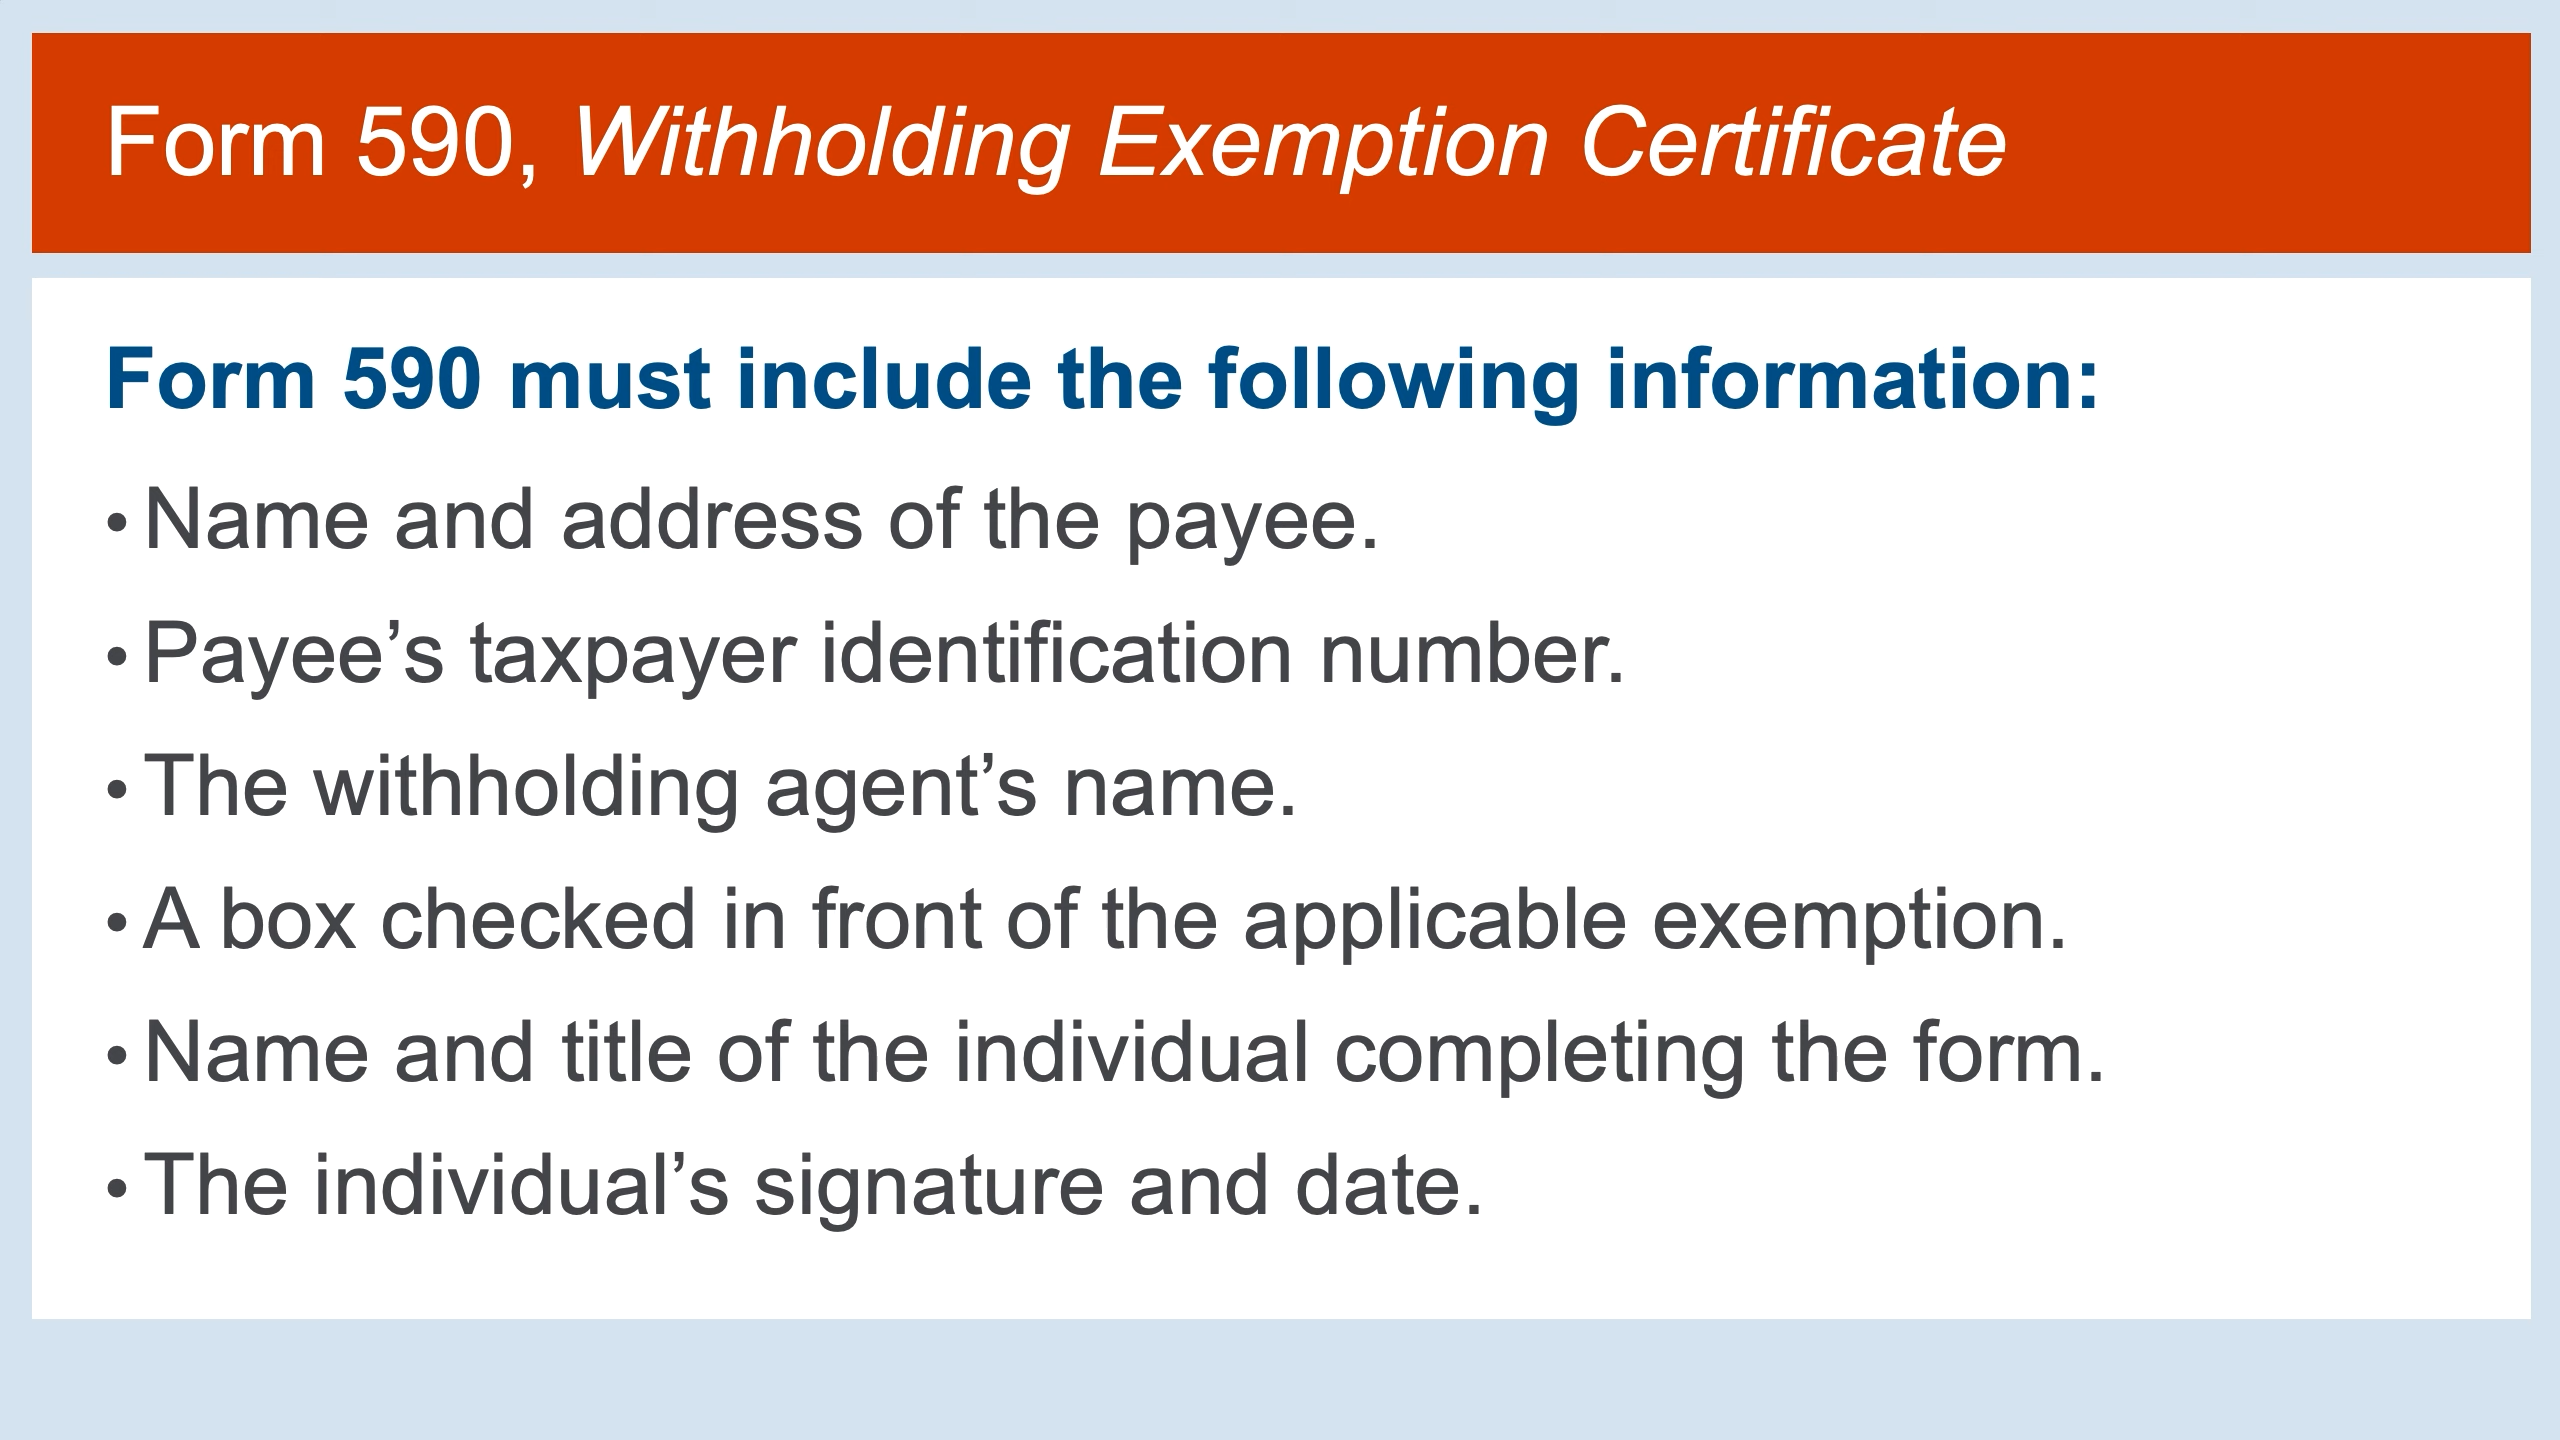 Form 590, Withholding Exemption Certificate
Form 590 must include the following information:
• Name and address of the payee.
• Payee’s taxpayer identification number.
• The withholding agent’s name.
• A box checked in front of the applicable exemption.
• Name and title of the individual completing the form.
• The individual’s signature and date.